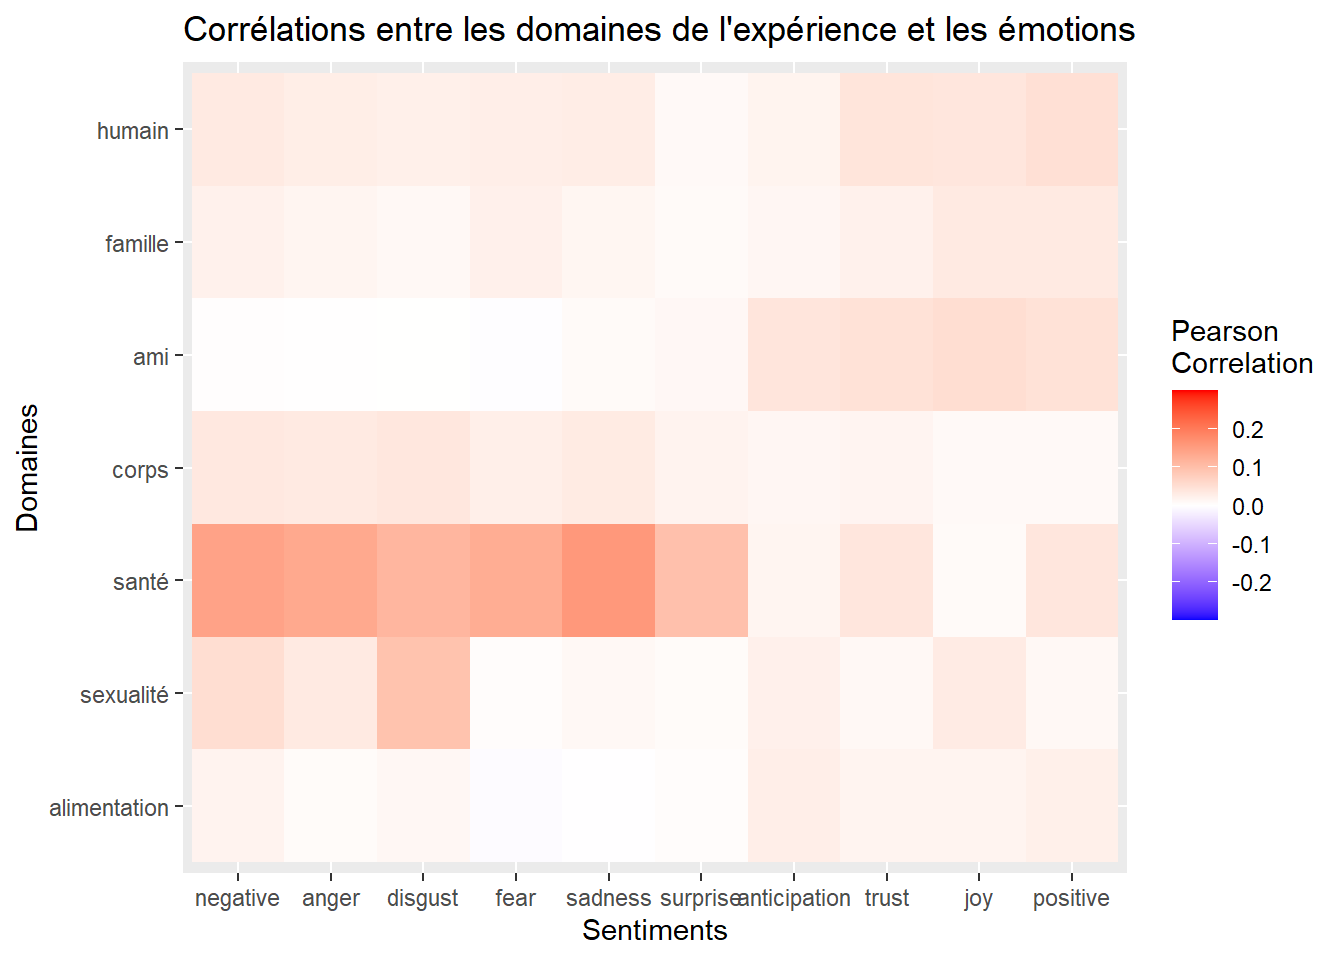 Corrélations entre les domaines de l'expérience et les émotions
humain
famille
ami
corps
santé
sexualité
alimentation
Domaines
negative anger disgust fear sadness surprise anticipation trust joy positive
Sentiments
Pearson
Correlation
0.2
0.1
0.0
-0.1
-0.2